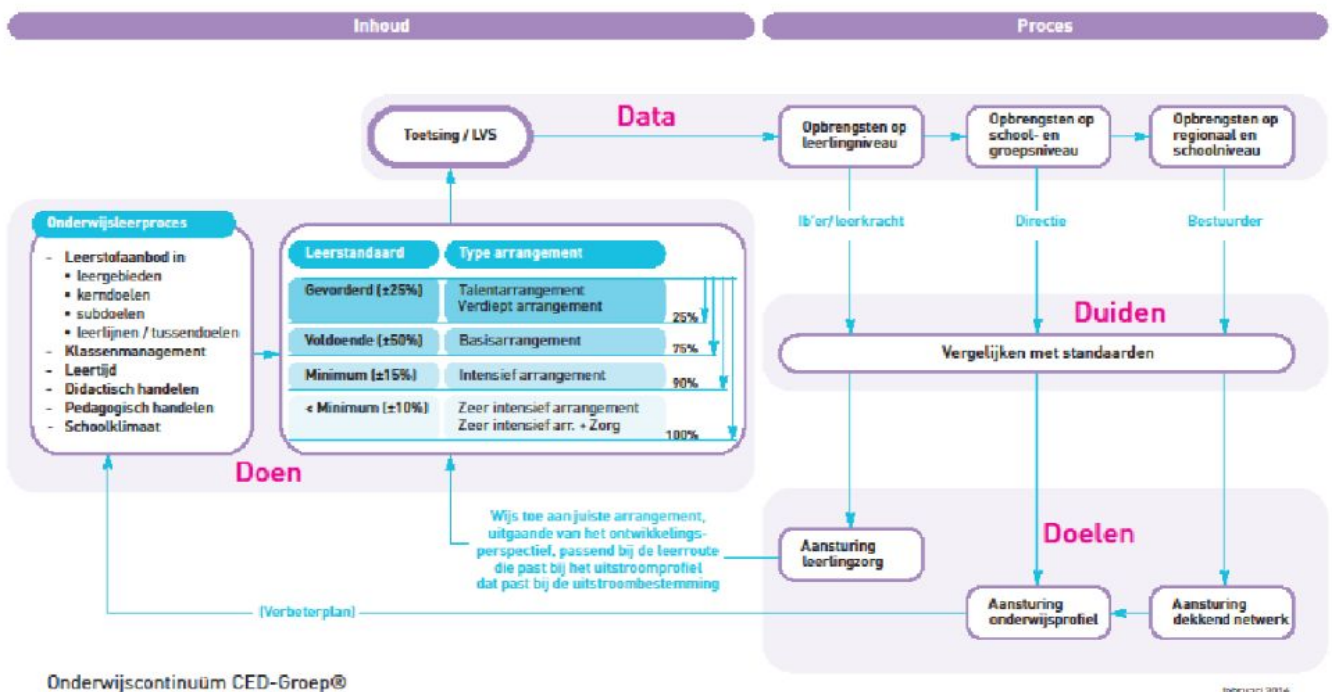 Inhoud
Proces
Toetsing / LVS
Data
Opbrengsten op
leerlingniveau
Opbrengsten op
school- en
groepsniveau
Opbrengsten op
regionaal en
schoolniveau
Ib'er/leerkracht
Directie
Bestuurder
Onderwijsleerproces
- Leerstofaanbod in
▪ leergebieden
▪ kerndoelen
▪ subdoelen
▪ leerlijnen / tussendoelen
- Klassenmanagement
- Leertijd
- Didactisch handelen
- Pedagogisch handelen
- Schoolklimaat
Leerstandaard
Type arrangement
Gevorderd (±25%)
Talentarrangement
Verdiept arrangement
25%
Voldoende (±50%)
Basisarrangement
75%
Minimum (±15%)
Intensief arrangement
90%
< Minimum (±10%)
Zeer intensief arrangement
Zeer intensief arr. + Zorg
100%
Doen
Duiden
Vergelijken met standaarden
Wijs toe aan juiste arrangement,
uitgaande van het ontwikkelings-
perspectief, passend bij de leerroute
die past bij het uitstroomprofiel
dat past bij de uitstroombestemming
Aansturing
leerlingzorg
Doelen
(Verbeterplan)
Aansturing
onderwijsprofiel
Aansturing
dekkend netwerk
Onderwijscontinuüm CED-Groep®
februari 2014